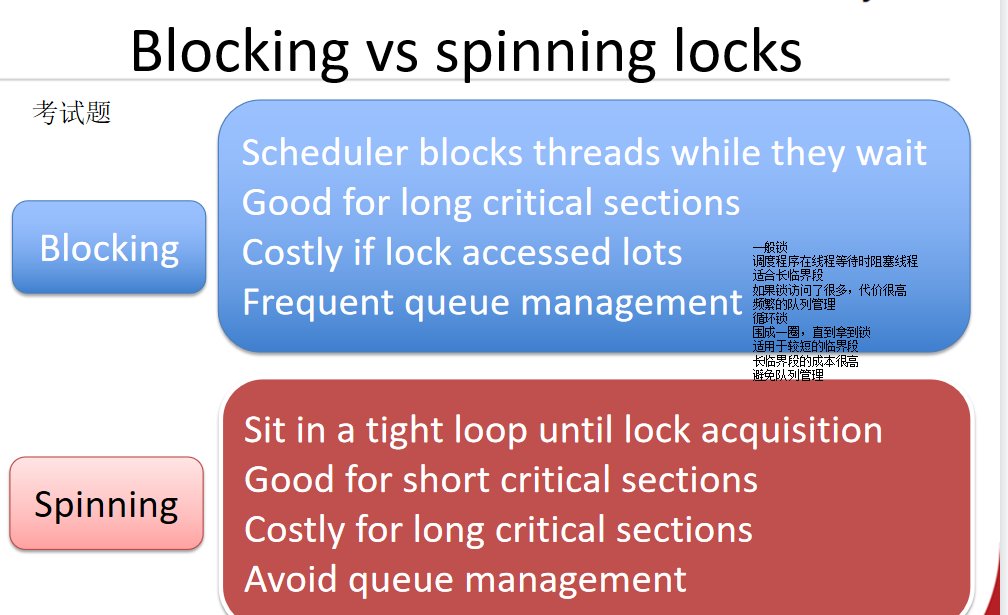 Blocking vs spinning locks
考试题
Blocking
Scheduler blocks threads while they wait
Good for long critical sections
Costly if lock accessed lots
Frequent queue management
一般锁
调度程序在线程等待时阻塞线程
适合长临界段
如果锁访问了很多，代价很高
频繁的队列管理
循环锁
围成一圈，直到拿到锁
适用于较短的临界段
长临界段的成本很高
避免队列管理
Spinning
Sit in a tight loop until lock acquisition
Good for short critical sections
Costly for long critical sections
Avoid queue management